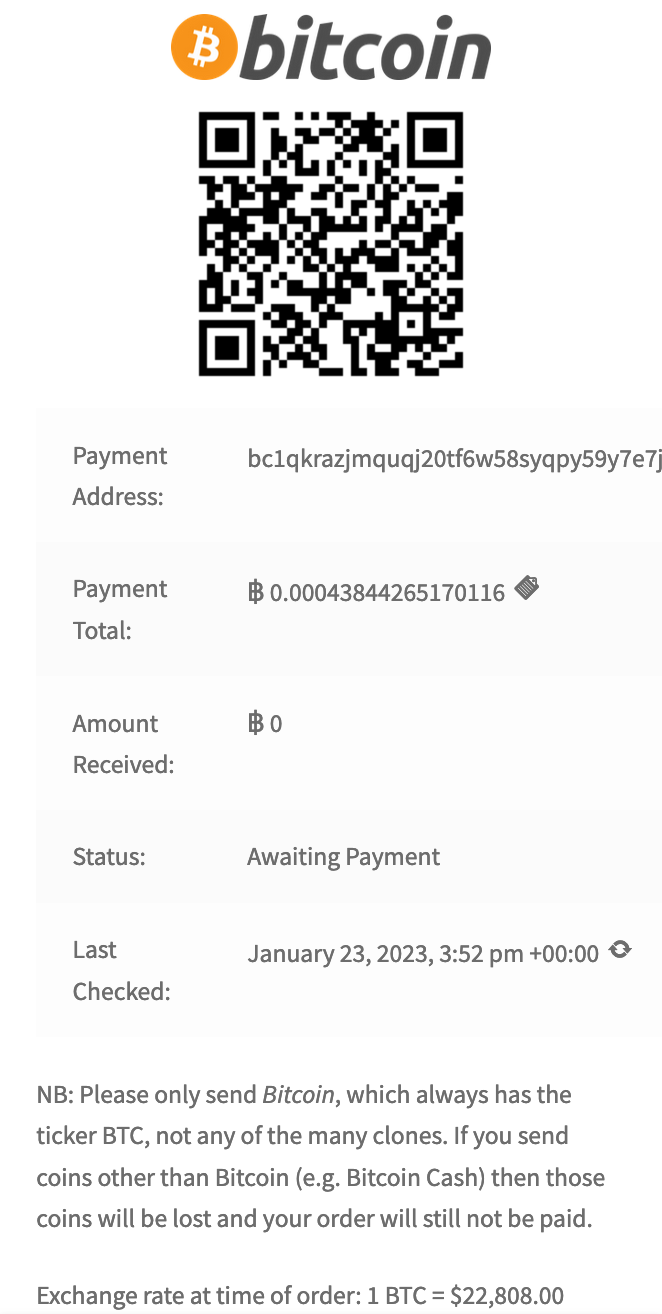 bitcoin
Payment Address:
bc1qkrazjmquqj20tf6w58syqpy59y7e7j
Payment Total:
฿ 0.00043844265170116
Amount Received:
฿ 0
Status:
Awaiting Payment
Last Checked:
January 23, 2023, 3:52 pm +00:00
NB: Please only send Bitcoin, which always has the
ticker BTC, not any of the many clones. If you send
coins other than Bitcoin (e.g. Bitcoin Cash) then those
coins will be lost and your order will still not be paid.
Exchange rate at time of order: 1 BTC = $22,808.00